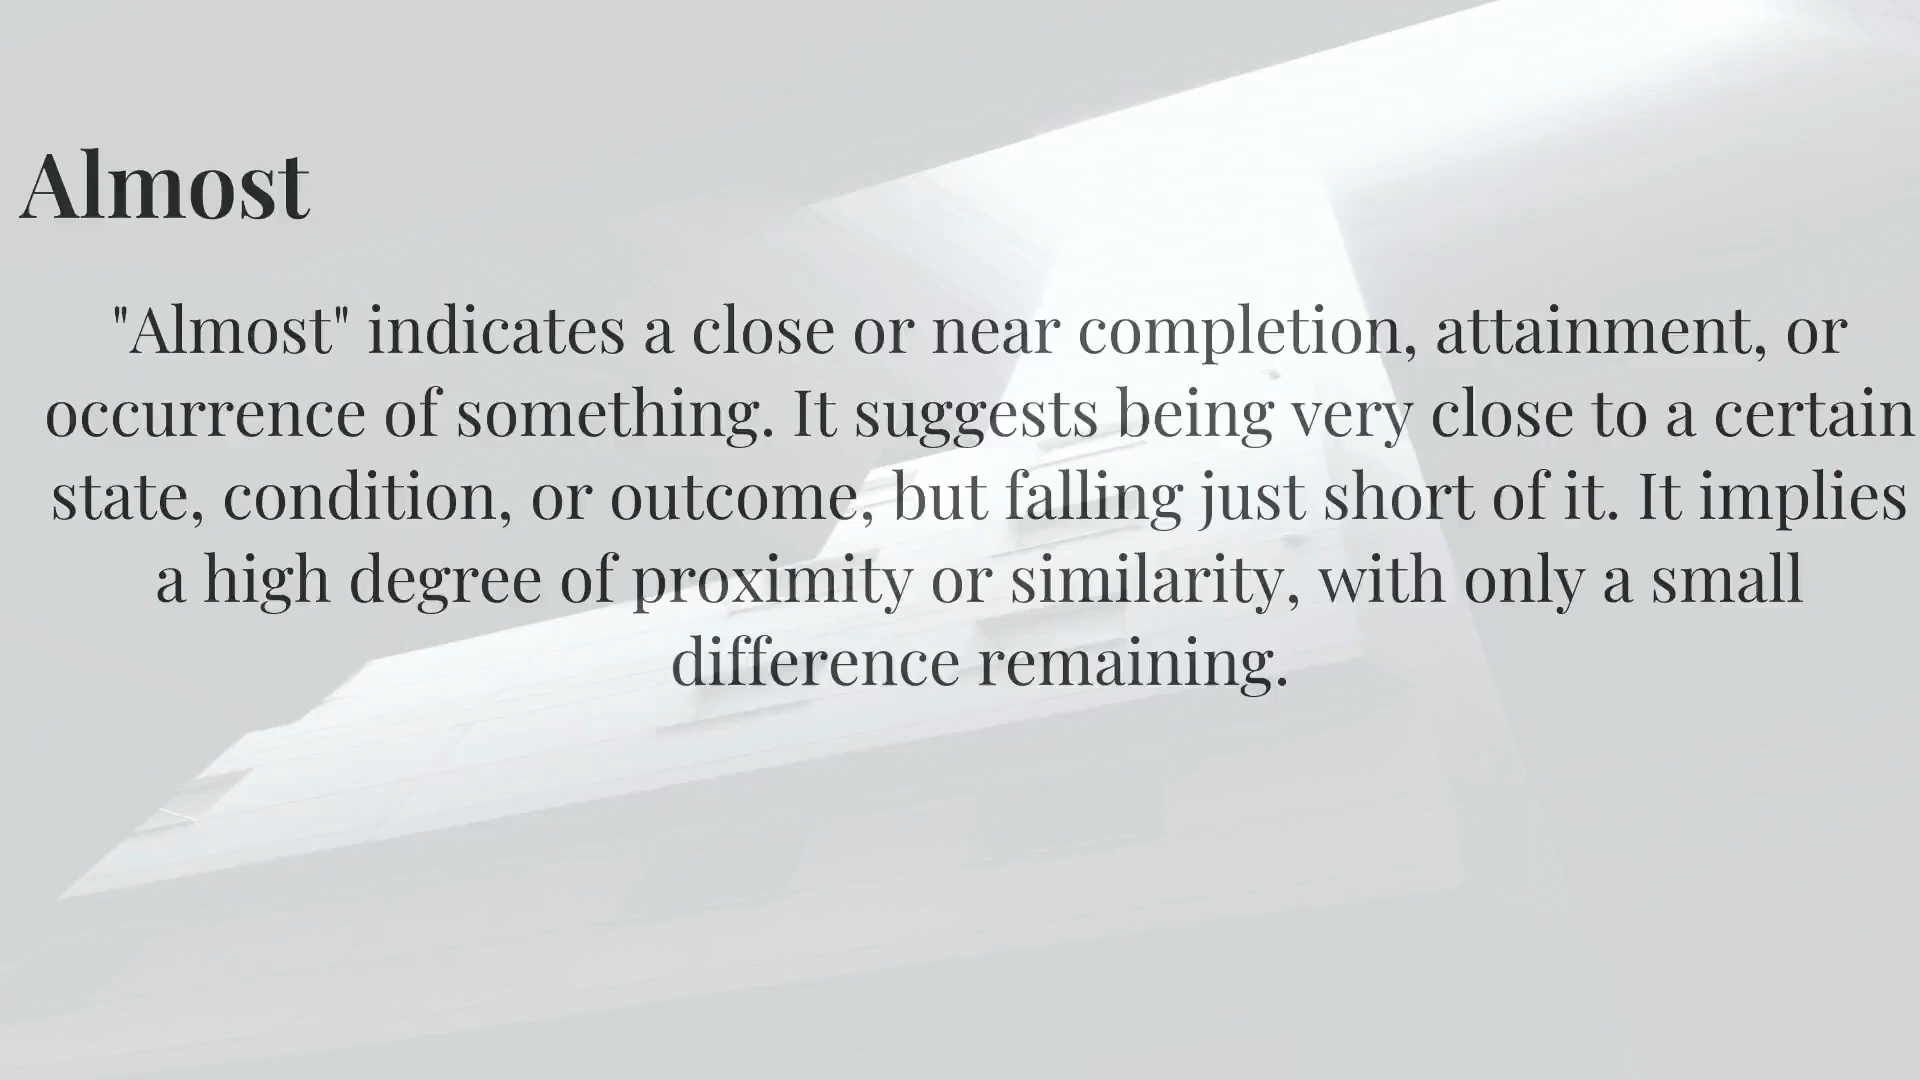 Almost
"Almost" indicates a close or near completion, attainment, or
occurrence of something. It suggests being very close to a certain
state, condition, or outcome, but falling just short of it. It implies
a high degree of proximity or similarity, with only a small
difference remaining.